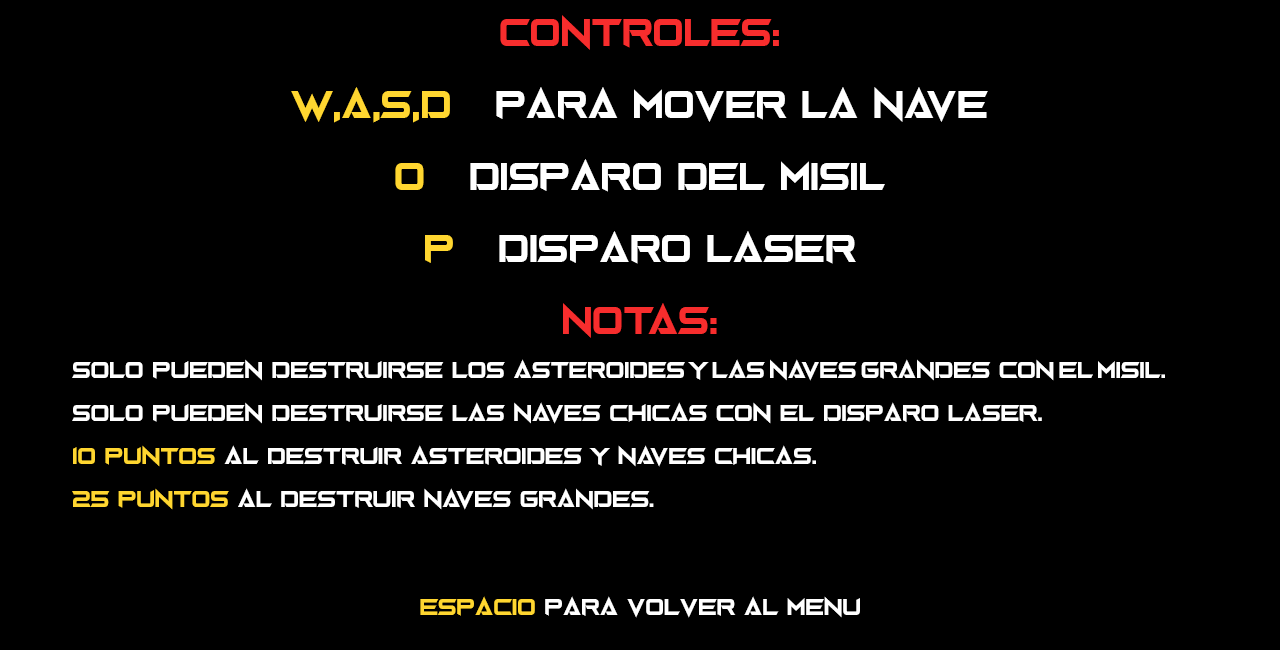 CONTROLES:
W,A,S,D PARA MOVER LA NAVE
O DISPARO DEL MISIL
P DISPARO LASER
NOTAS:
SOLO PUEDEN DESTRUIRSE LOS ASTEROIDES Y LAS NAVES GRANDES CON EL MISIL.
SOLO PUEDEN DESTRUIRSE LAS NAVES CHICAS CON EL DISPARO LASER.
10 PUNTOS AL DESTRUIR ASTEROIDES Y NAVES CHICAS.
25 PUNTOS AL DESTRUIR NAVES GRANDES.
ESPACIO PARA VOLVER AL MENU